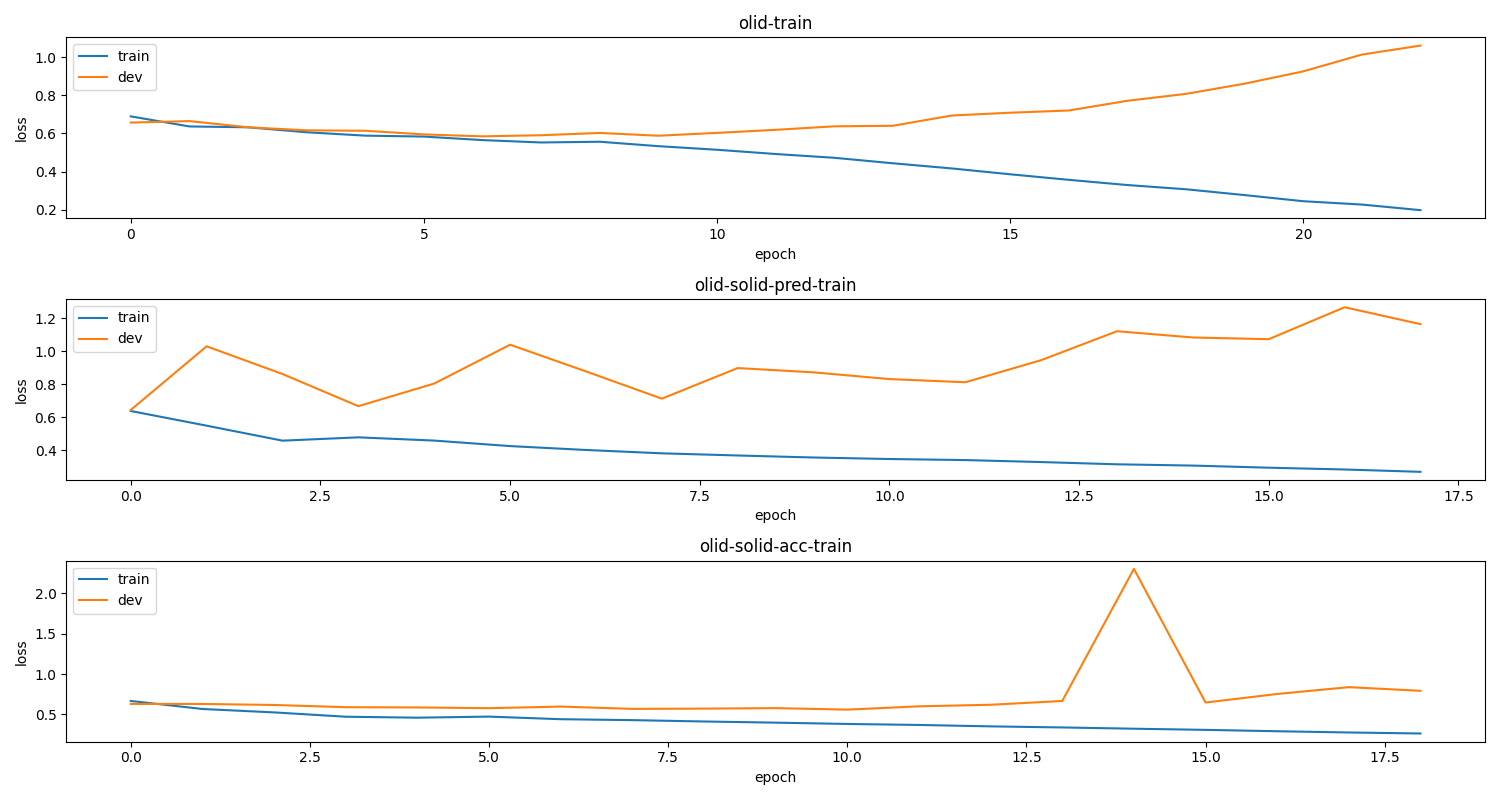 olid-train
train
dev
loss
1.0
0.8
0.6
0.4
0.2
0 5 10 15 20
epoch
olid-solid-pred-train
train
dev
loss
1.2
1.0
0.8
0.6
0.4
0.0 2.5 5.0 7.5 10.0 12.5 15.0 17.5
epoch
olid-solid-acc-train
train
dev
loss
2.0
1.5
1.0
0.5
0.0 2.5 5.0 7.5 10.0 12.5 15.0 17.5
epoch